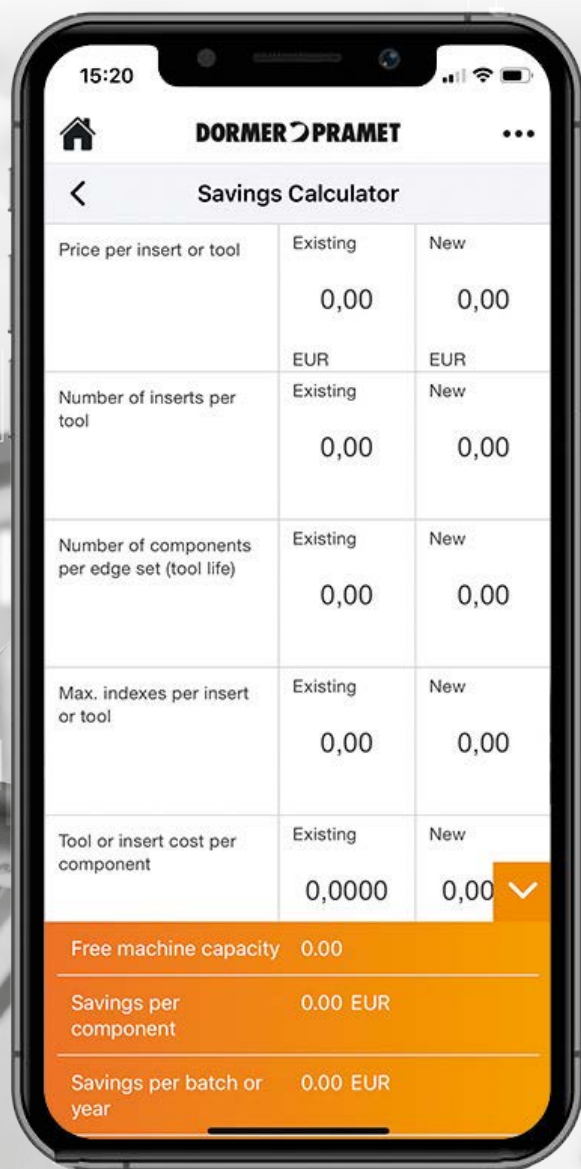 15:20
DORMER PRAMET
Savings Calculator
Price per insert or tool
Existing
0,00
EUR
New
0,00
EUR
Number of inserts per
tool
Existing
0,00
New
0,00
Number of components
per edge set (tool life)
Existing
0,00
New
0,00
Max. indexes per insert
or tool
Existing
0,00
New
0,00
Tool or insert cost per
component
Existing
0,0000
New
0,00
Free machine capacity 0.00
Savings per
component
0.00 EUR
Savings per batch or
year
0.00 EUR